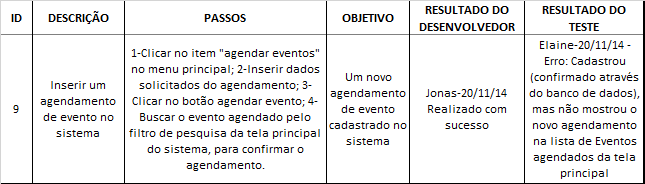 ID
DESCRIÇÃO
PASSOS
OBJETIVO
RESULTADO DO
DESENVOLVEDOR
RESULTADO DO
TESTE
9
Inserir um
agendamento
de evento no
sistema
1-Clicar no item "agendar eventos"
no menu principal; 2-Inserir dados
solicitados do agendamento; 3-
Clicar no botão agendar evento; 4-
Buscar o evento agendado pelo
filtro de pesquisa da tela principal
do sistema, para confirmar o
agendamento.
Um novo
agendamento
de evento
cadastrado no
sistema
Jonas-20/11/14
Realizado com
sucesso
Elaine-20/11/14 -
Erro: Cadastrou
(confirmado através
do banco de dados),
mas não mostrou o
novo agendamento
na lista de Eventos
agendados da tela
principal